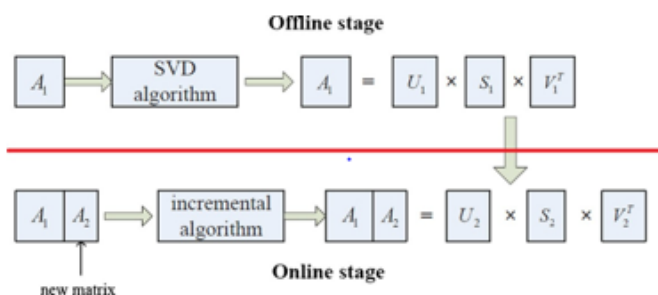 Offline stage
A₁ SVD algorithm A₁ = U₁ × S₁ × V₁ᵀ
A₁ A₂ incremental algorithm A₁ A₂ = U₂ × S₂ × V₂ᵀ
Online stage
new matrix